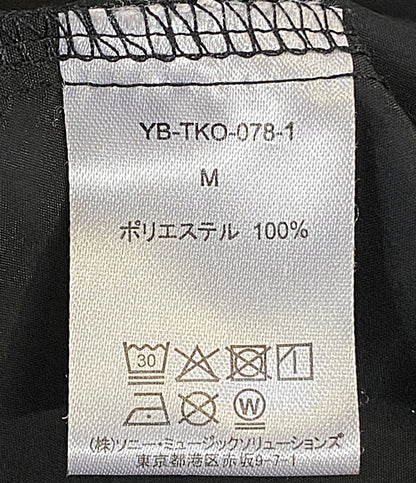 YB-TKO-078-1
M
ポリエステル 100%
30
W
(株)ソニー・ミュージックソリューションズ
東京都港区赤坂9-7-1